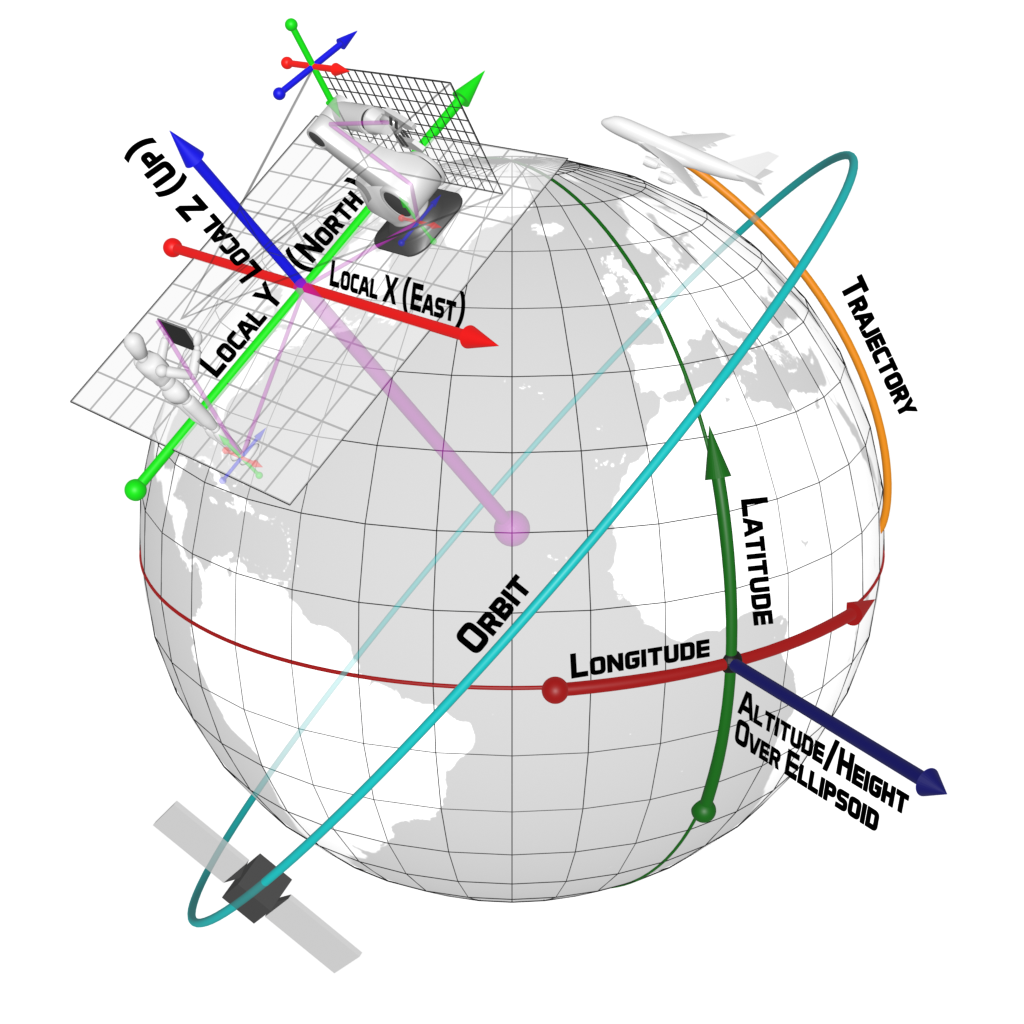 Local Z (Up)
Local Y (North)
Local X (East)
Trajectory
Latitude
Orbit
Longitude
Altitude/Height
Over Ellipsoid